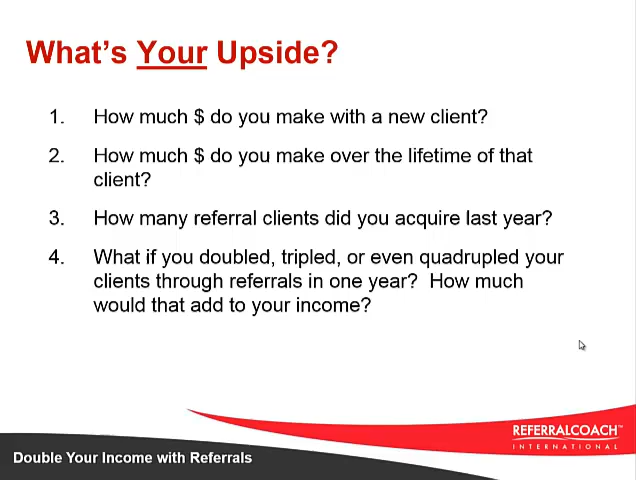 What's Your Upside?
1. How much $ do you make with a new client?
2. How much $ do you make over the lifetime of that
client?
3. How many referral clients did you acquire last year?
4. What if you doubled, tripled, or even quadrupled your
clients through referrals in one year? How much
would that add to your income?
REFERRALCOACH™
INTERNATIONAL
Double Your Income with Referrals